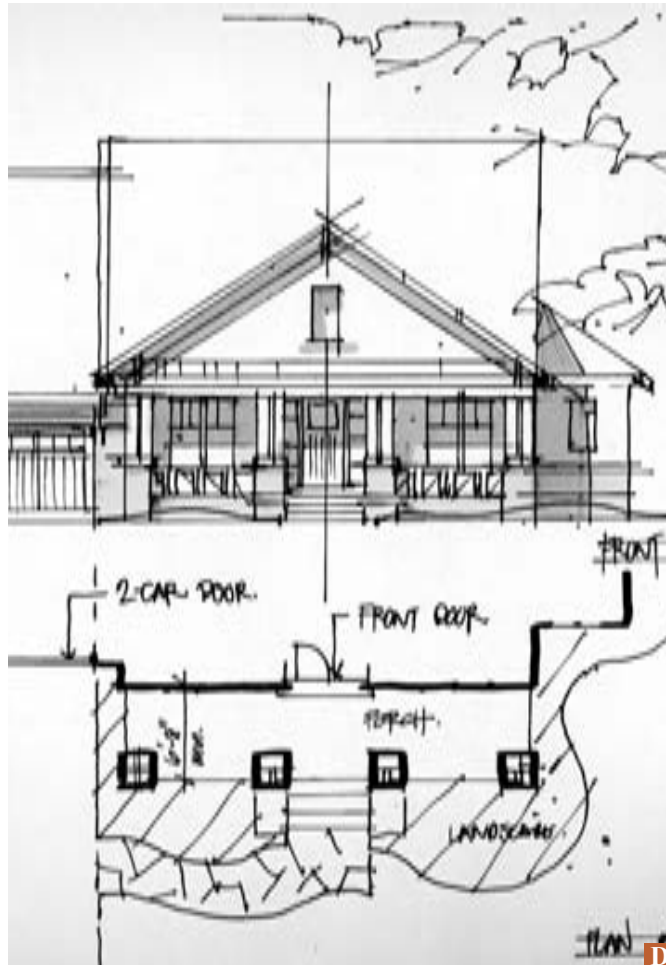 FRONT
2-CAR DOOR.
FRONT DOOR.
PORCH.
LANDSCAPE.
PLAN
D